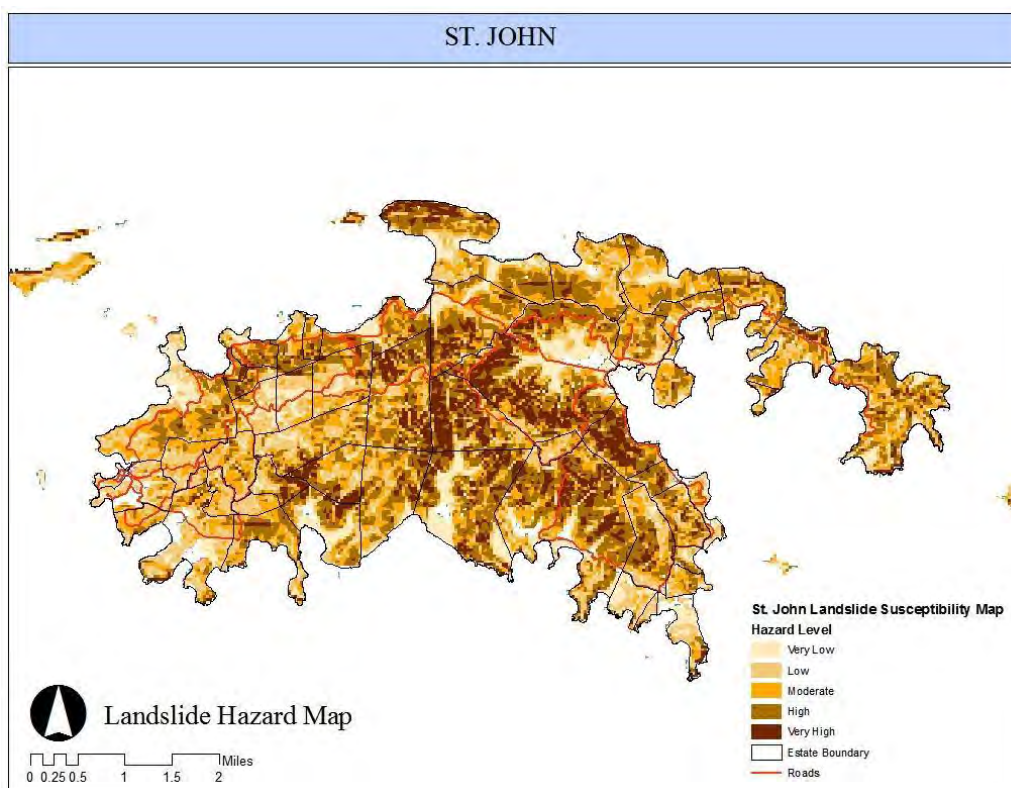 ST. JOHN
St. John Landslide Susceptibility Map
Hazard Level
Very Low
Low
Moderate
High
Very High
Estate Boundary
Roads
Landslide Hazard Map
Miles
0 0.25 0.5 1 1.5 2